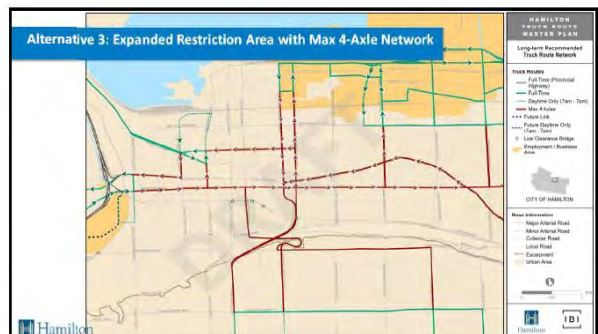 Alternative 3: Expanded Restriction Area with Max 4-Axle Network
HAMILTON
TRUCK ROUTE
MASTER PLAN
Long-term Recommended
Truck Route Network
Truck Routes
Full-Time (Provincial
Highway)
Full-Time
Daytime Only (7am - 7pm)
Max 4-Axles
Future Link
Future Daytime Only
(7am - 7pm)
Low Clearance Bridge
Employment / Business
Area
CITY OF HAMILTON
Base Information
Major Arterial Road
Minor Arterial Road
Collector Road
Local Road
Escarpment
Urban Area
Hamilton
Hamilton
IBI